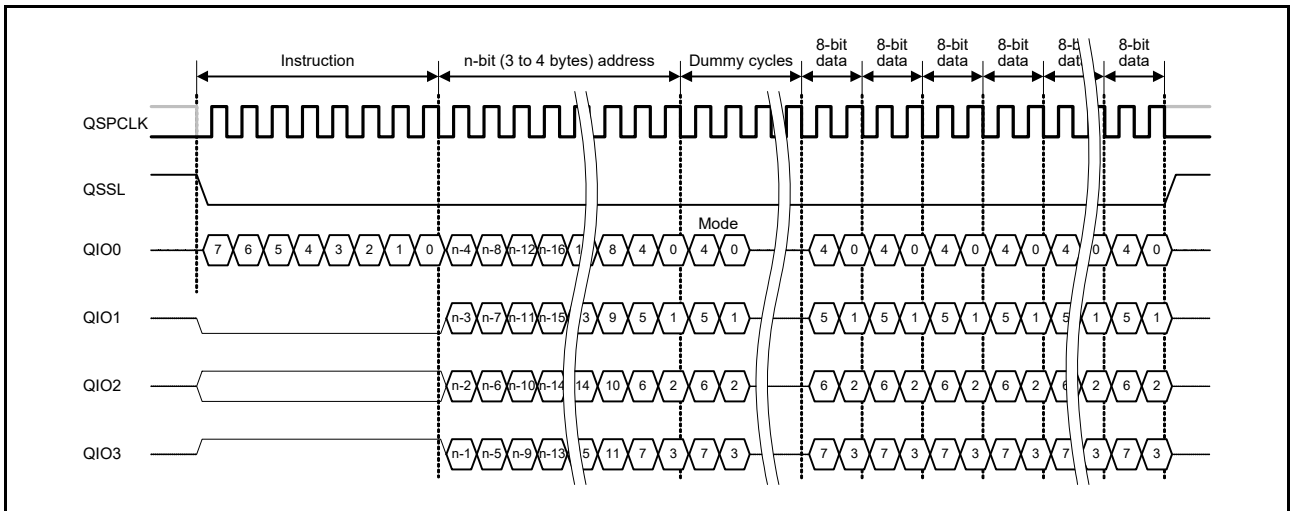 8-bit data 8-bit data 8-bit data 8-bit data 8-bit data
Instruction n-bit (3 to 4 bytes) address Dummy cycles
QSPCLK
QSSL
Mode
QIO0 7 6 5 4 3 2 1 0 n-4 n-8 n-12 n-16 8 4 0 4 0 4 0 4 0 4 0 4 0 4 0 4 0
QIO1 n-3 n-7 n-11 n-15 9 5 1 5 1 5 1 5 1 5 1 5 1 5 1 5 1
QIO2 n-2 n-6 n-10 n-14 14 10 6 2 6 2 6 2 6 2 6 2 6 2 6 2 6 2
QIO3 n-1 n-5 n-9 n-13 11 7 3 7 3 7 3 7 3 7 3 7 3 7 3 7 3